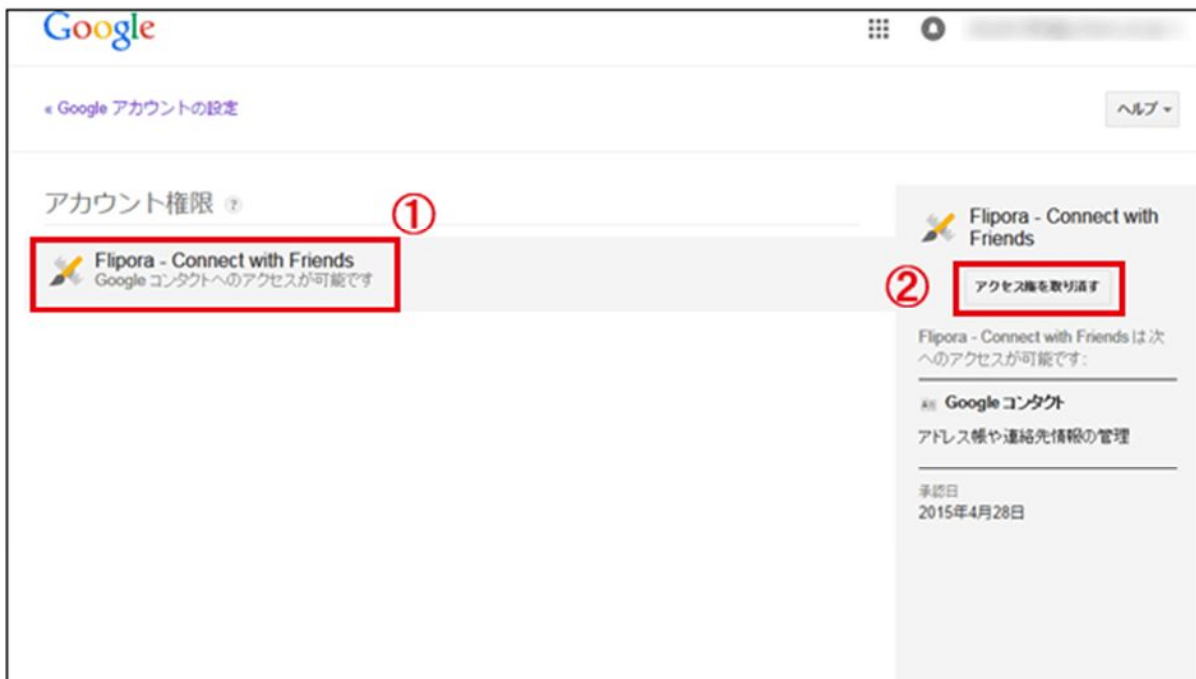 Google
« Google アカウントの設定
ヘルプ
アカウント権限 ?
①
Flipora - Connect with Friends
Google コンタクトへのアクセスが可能です
Flipora - Connect with
Friends
②
アクセス権を取り消す
Flipora - Connect with Friends は次
へのアクセスが可能です:
Google コンタクト
アドレス帳や連絡先情報の管理
承認日
2015年4月28日